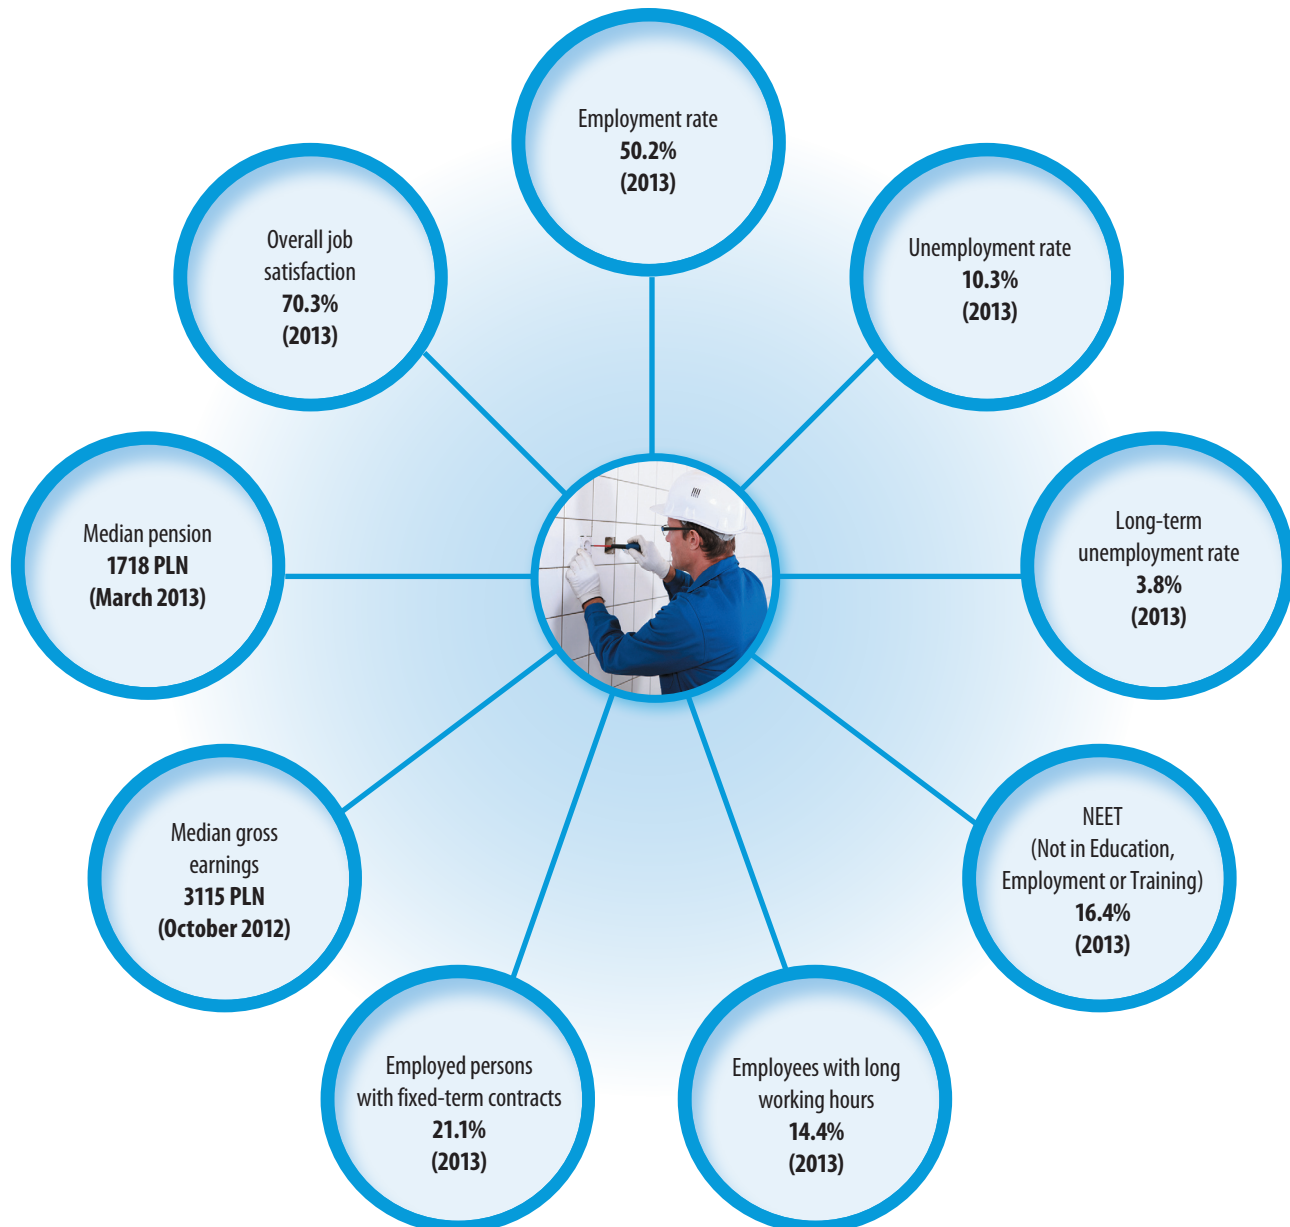 Employment rate
50.2%
(2013)
Unemployment rate
10.3%
(2013)
Long-term
unemployment rate
3.8%
(2013)
NEET
(Not in Education,
Employment or Training)
16.4%
(2013)
Employees with long
working hours
14.4%
(2013)
Employed persons
with fixed-term contracts
21.1%
(2013)
Median gross
earnings
3115 PLN
(October 2012)
Median pension
1718 PLN
(March 2013)
Overall job
satisfaction
70.3%
(2013)